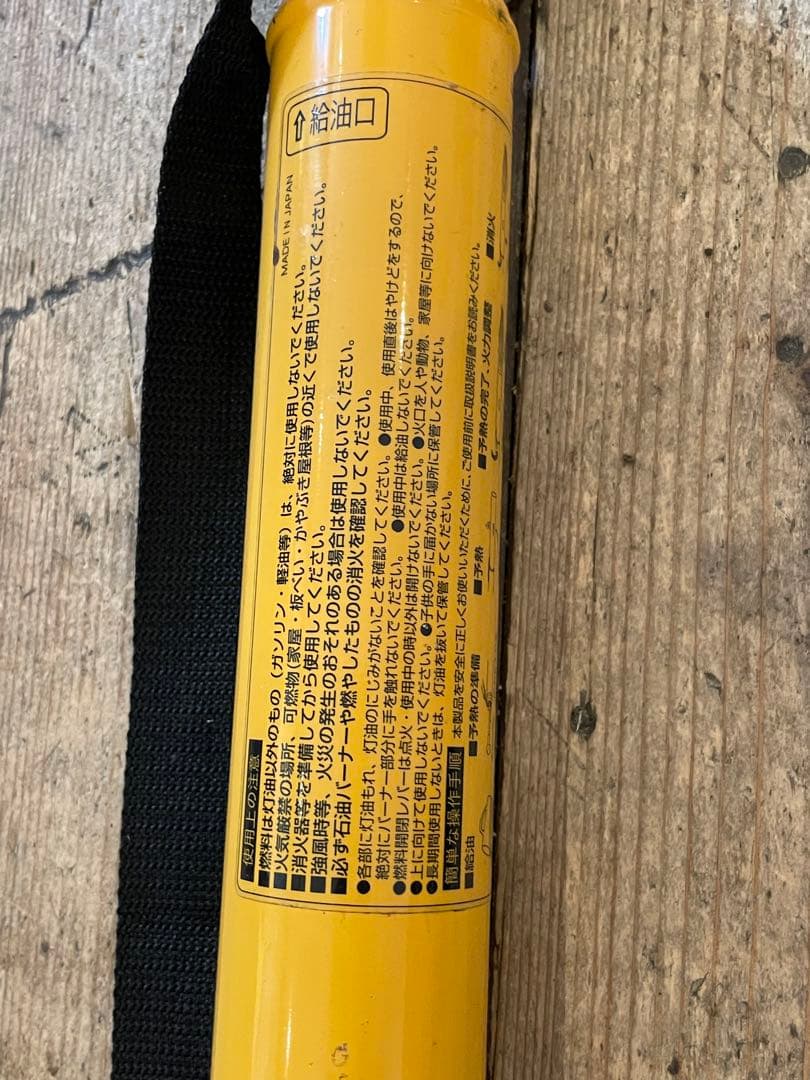 ⇨給油口
MADE IN JAPAN
使用上の注意
■燃料は灯油以外のもの(ガソリン・軽油等)は、絶対に使用しないでください。
■火気厳禁の場所、可燃物(家屋・板べい・かやぶき屋根等)の近くで使用しないでください。
■消火器等を準備してから使用してください。
■強風時等、火災の発生のおそれのある場合は使用しないでください。
■必ず石油バーナーや燃やしたものの消火を確認してください。
●各部に灯油もれ、灯油のにじみがないことを確認してください。●使用中、使用直後はやけどをするので、
絶対にバーナー部分に手を触れないでください。●使用中は給油しないでください。
●燃料開閉レバーは点火・使用中の時以外は開けないでください。●火口を人や動物、家屋等に向けないでください。
●上に向けて使用しないでください。●子供の手に届かない場所に保管してください。
●長期間使用しないときは、灯油を抜いて保管してください。
簡単な操作手順 本製品を安全に正しくお使いいただくために、ご使用前に取扱説明書をお読みください。
■給油 ■予熱の準備 ■予熱 ■予熱の完了、火力調整 ■消火